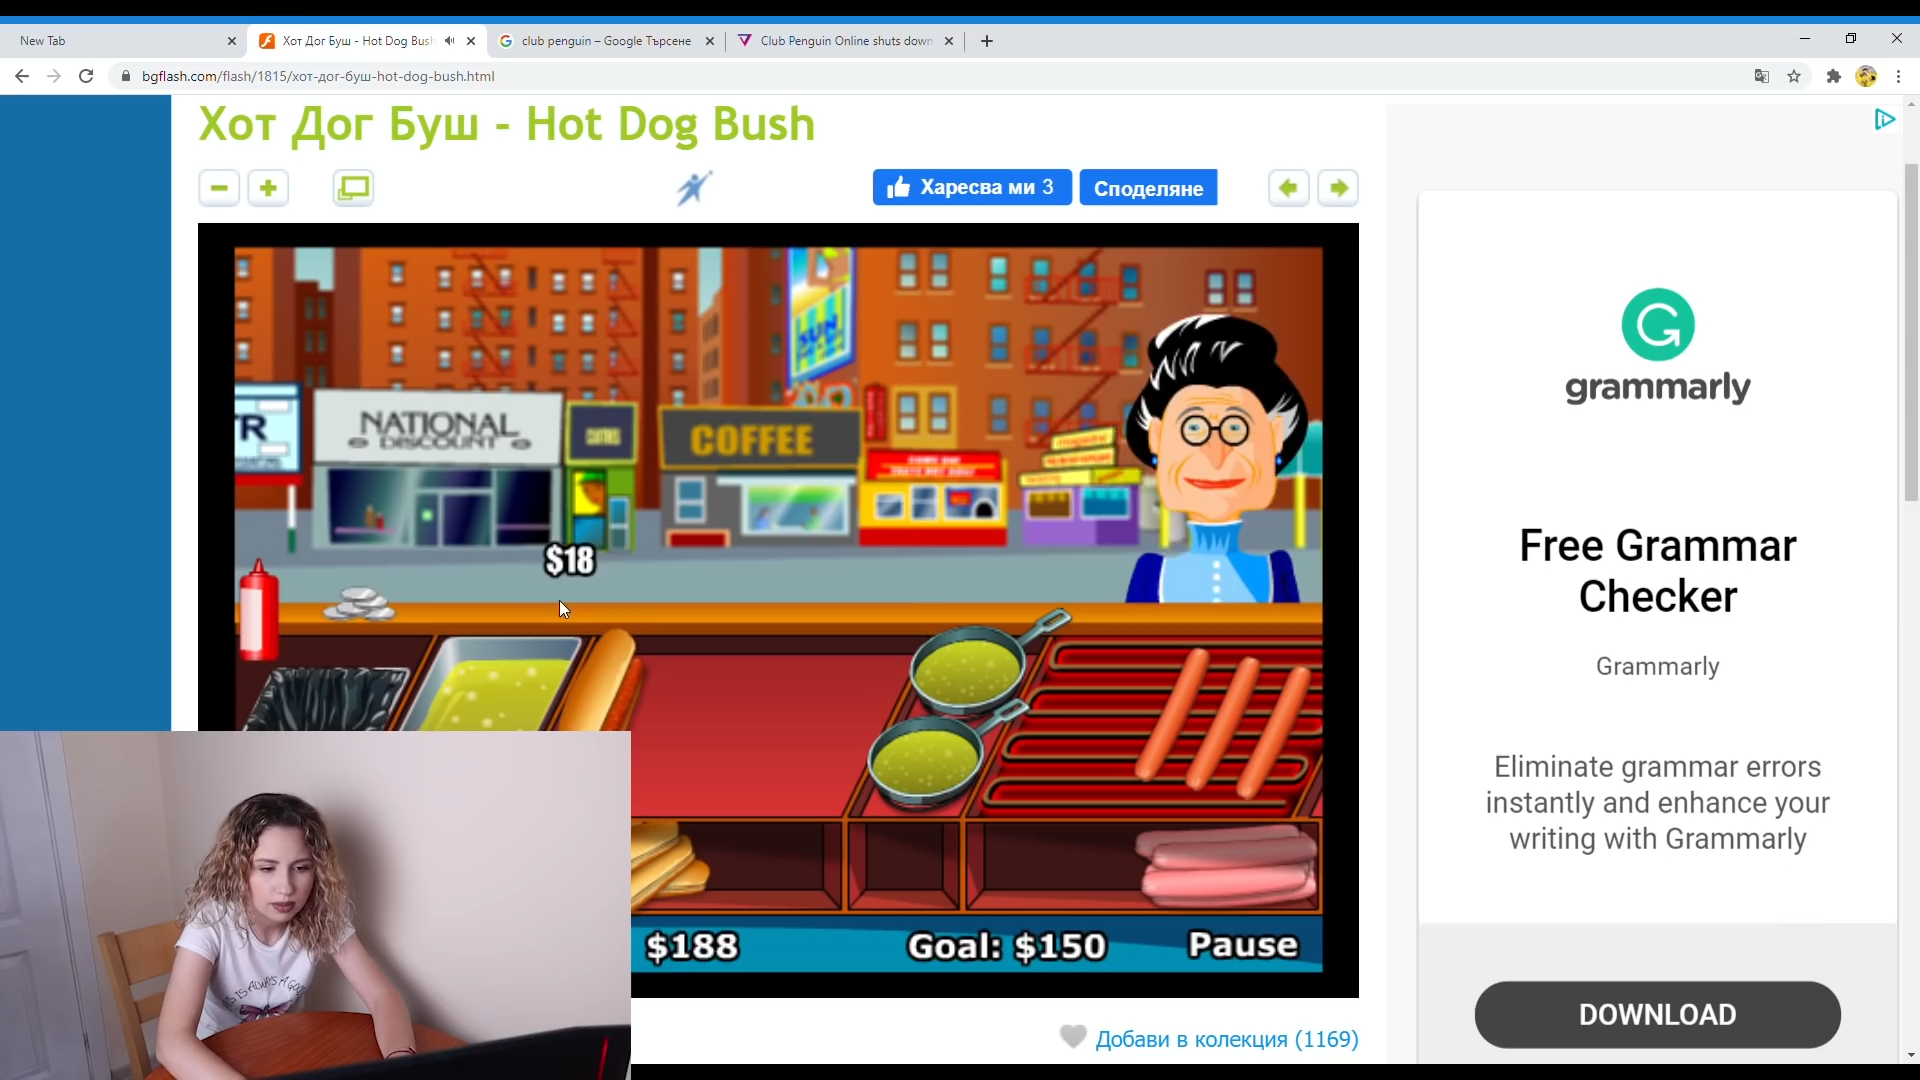 New Tab
Хот Дог Буш - Hot Dog Bush
club penguin – Google Търсене
Club Penguin Online shuts down
bgflash.com/flash/1815/хот-дог-буш-hot-dog-bush.html
Хот Дог Буш - Hot Dog Bush
Харесва ми 3
Споделяне
NATIONAL
DISCOUNT
COFFEE
SUN
TR
$18
$188
Goal: $150
Pause
Добави в колекция (1169)
G
grammarly
Free Grammar
Checker
Grammarly
Eliminate grammar errors
instantly and enhance your
writing with Grammarly
DOWNLOAD